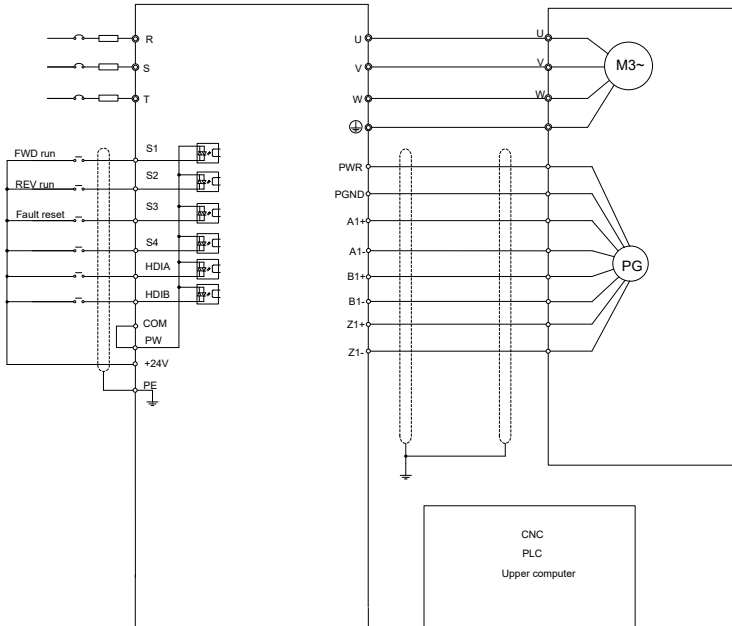 R
S
T
FWD run
REV run
Fault reset
S1
S2
S3
S4
HDIA
HDIB
COM
PW
+24V
PE
U
V
W
PWR
PGND
A1+
A1-
B1+
B1-
Z1+
Z1-
U
V
W
M3~
PG
CNC
PLC
Upper computer